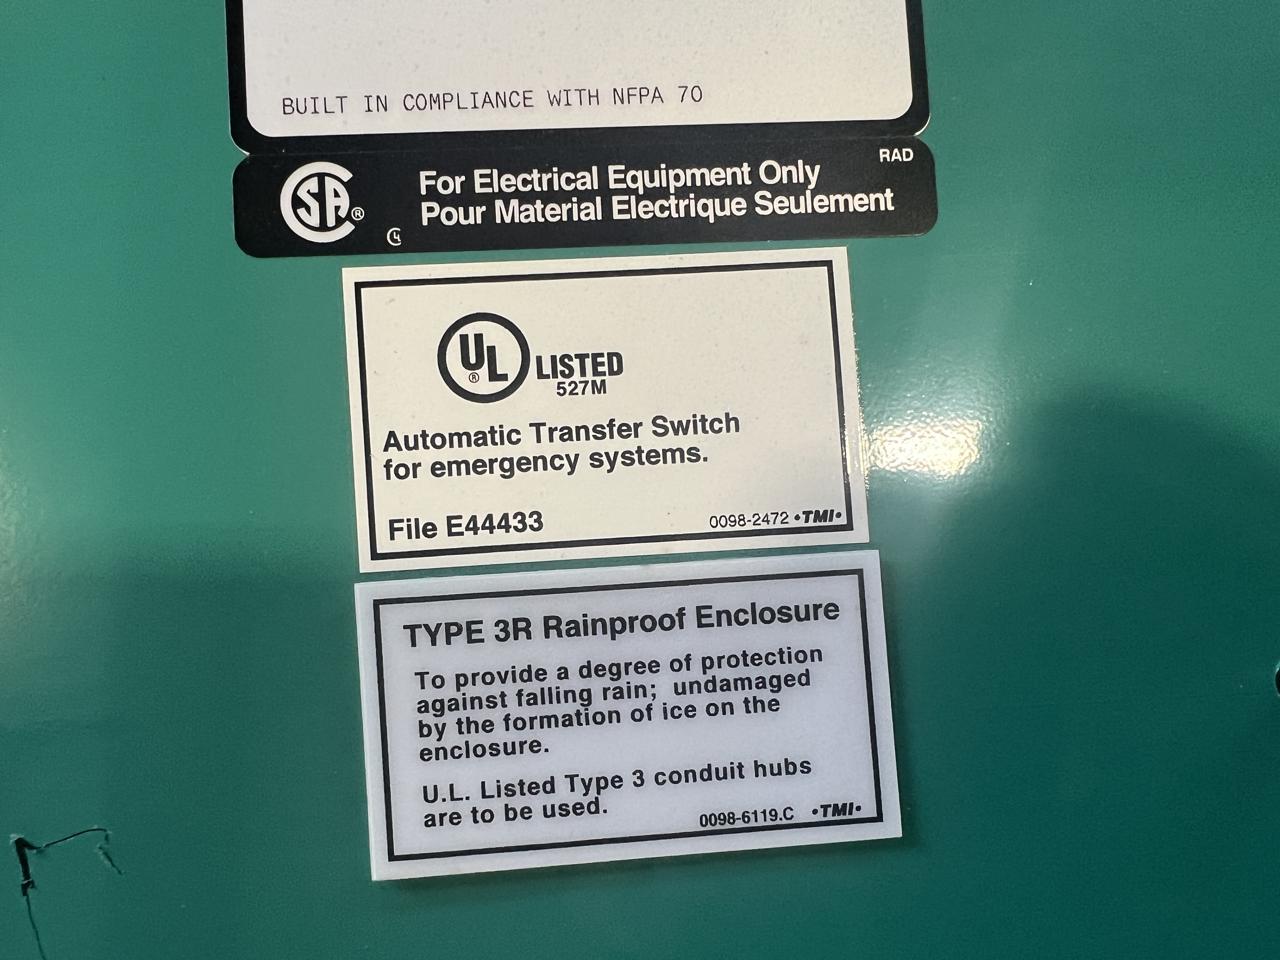 BUILT IN COMPLIANCE WITH NFPA 70
RAD
CSA®
For Electrical Equipment Only
Pour Material Electrique Seulement
UL® LISTED
527M
Automatic Transfer Switch
for emergency systems.
File E44433
0098-2472 •TMI•
TYPE 3R Rainproof Enclosure
To provide a degree of protection
against falling rain; undamaged
by the formation of ice on the
enclosure.
U.L. Listed Type 3 conduit hubs
are to be used.
0098-6119.C •TMI•